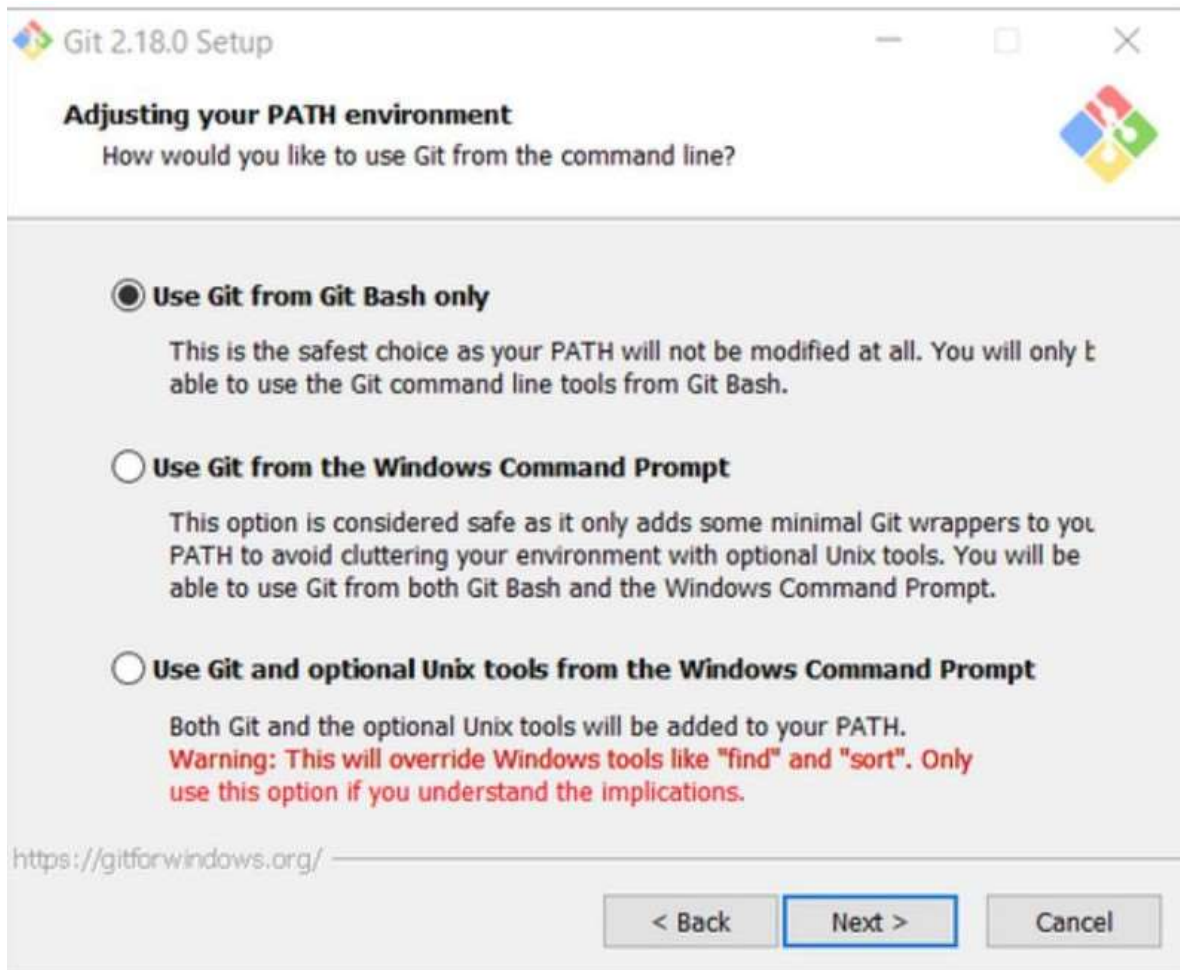 Git 2.18.0 Setup
Adjusting your PATH environment
How would you like to use Git from the command line?
Use Git from Git Bash only
This is the safest choice as your PATH will not be modified at all. You will only
able to use the Git command line tools from Git Bash.
Use Git from the Windows Command Prompt
This option is considered safe as it only adds some minimal Git wrappers to
PATH to avoid cluttering your environment with optional Unix tools. You will be
able to use Git from both Git Bash and the Windows Command Prompt.
Use Git and optional Unix tools from the Windows Command Prompt
Both Git and the optional Unix tools will be added to your PATH.
Warning: This will override Windows tools like "find" and "sort". Only
use this option if you understand the implications.
https://gitforwindows.org/
< Back Next > Cancel